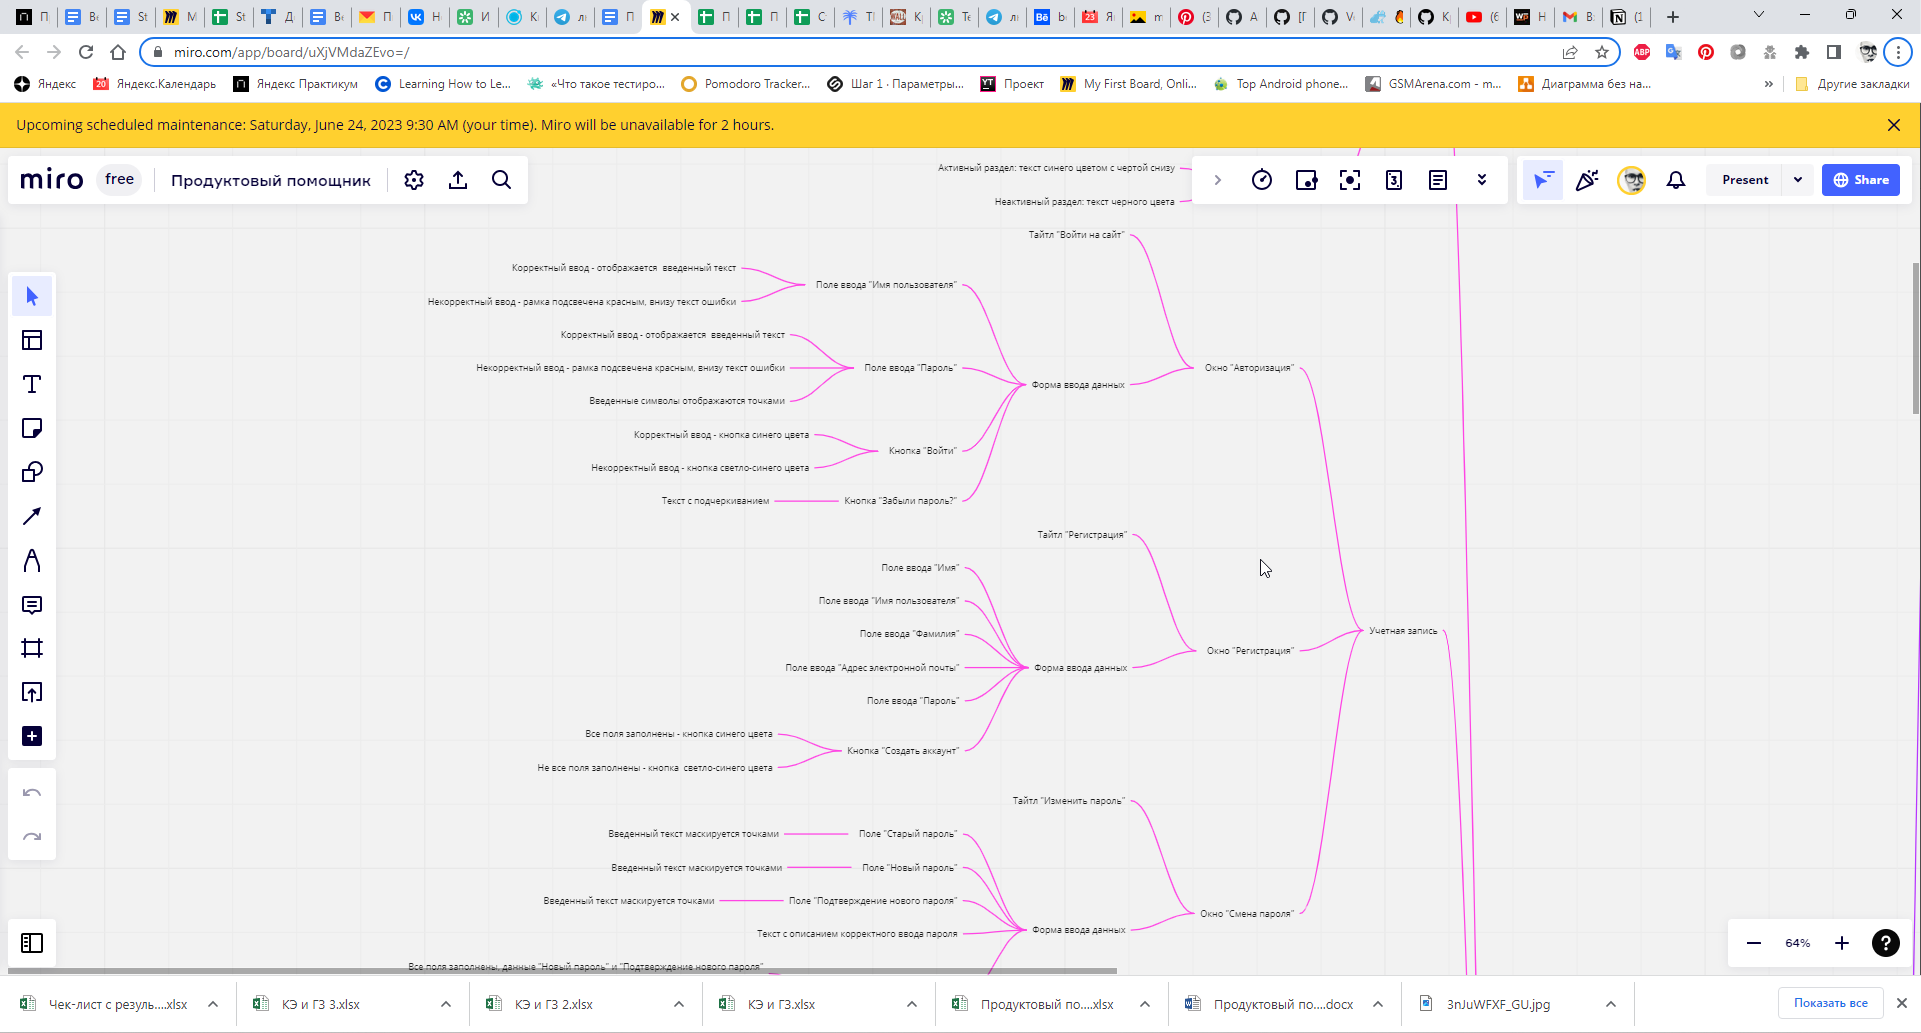 miro.com/app/board/uXjVMdaZEvo=/
Яндекс
Яндекс.Календарь
Яндекс Практикум
Learning How to Le...
«Что такое тестиро...
Pomodoro Tracker...
Шаг 1 · Параметры...
Проект
My First Board, Onli...
Top Android phone...
GSMArena.com - m...
Диаграмма без на...
»
Другие закладки
Upcoming scheduled maintenance: Saturday, June 24, 2023 9:30 AM (your time). Miro will be unavailable for 2 hours.
miro
free
Продуктовый помощник
Present
Share
Активный раздел: текст синего цветом с чертой снизу
Неактивный раздел: текст черного цвета
Тайтл "Войти на сайт"
Корректный ввод - отображается введенный текст
Поле ввода "Имя пользователя"
Некорректный ввод - рамка подсвечена красным, внизу текст ошибки
Корректный ввод - отображается введенный текст
Некорректный ввод - рамка подсвечена красным, внизу текст ошибки
Поле ввода "Пароль"
Окно "Авторизация"
Форма ввода данных
Введенные символы отображаются точками
Корректный ввод - кнопка синего цвета
Кнопка "Войти"
Некорректный ввод - кнопка светло-синего цвета
Текст с подчеркиванием
Кнопка "Забыли пароль?"
Тайтл "Регистрация"
Поле ввода "Имя"
Поле ввода "Имя пользователя"
Поле ввода "Фамилия"
Учетная запись
Окно "Регистрация"
Поле ввода "Адрес электронной почты"
Форма ввода данных
Поле ввода "Пароль"
Все поля заполнены - кнопка синего цвета
Кнопка "Создать аккаунт"
Не все поля заполнены - кнопка светло-синего цвета
Тайтл "Изменить пароль"
Введенный текст маскируется точками
Поле "Старый пароль"
Введенный текст маскируется точками
Поле "Новый пароль"
Введенный текст маскируется точками
Поле "Подтверждение нового пароля"
Окно "Смена пароля"
Текст с описанием корректного ввода пароля
Форма ввода данных
Все поля заполнены, данные "Новый пароль" и "Подтверждение нового пароля"
64%
Чек-лист с резуль....xlsx
КЭ и ГЗ 3.xlsx
КЭ и ГЗ 2.xlsx
КЭ и ГЗ.xlsx
Продуктовый по....xlsx
Продуктовый по....docx
3nJuWFXF_GU.jpg
Показать все